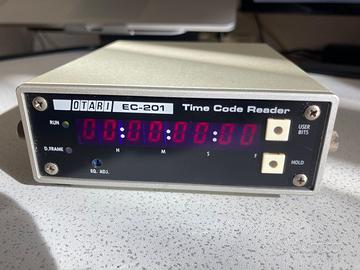 OTARI EC-201 Time Code Reader
RUN
00:00:00:00
USER BITS
D.FRAME
H M S F
HOLD
EQ. ADJ.